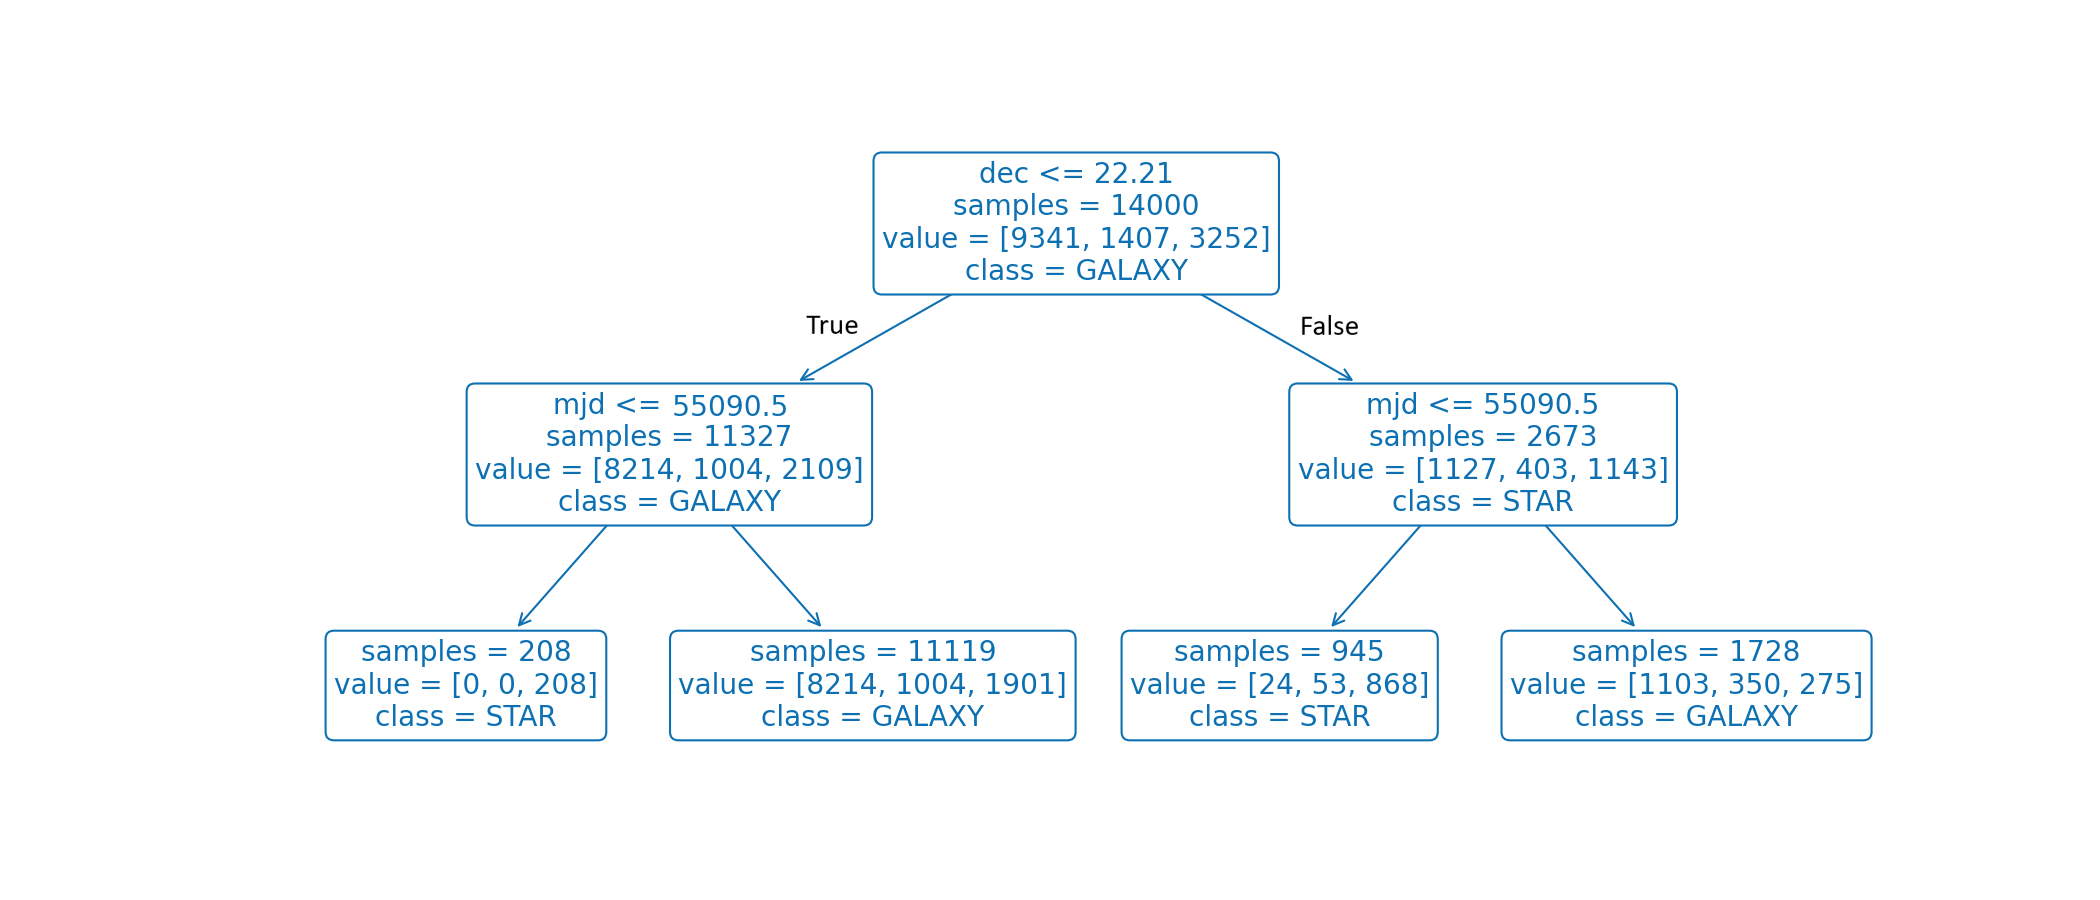 dec <= 22.21
samples = 14000
value = [9341, 1407, 3252]
class = GALAXY
True
False
mjd <= 55090.5
samples = 11327
value = [8214, 1004, 2109]
class = GALAXY
mjd <= 55090.5
samples = 2673
value = [1127, 403, 1143]
class = STAR
samples = 208
value = [0, 0, 208]
class = STAR
samples = 11119
value = [8214, 1004, 1901]
class = GALAXY
samples = 945
value = [24, 53, 868]
class = STAR
samples = 1728
value = [1103, 350, 275]
class = GALAXY